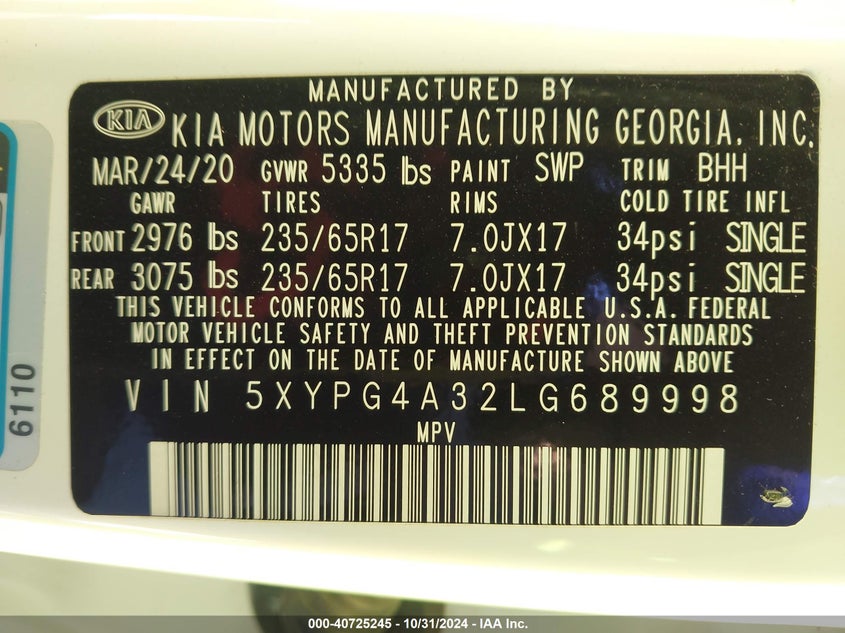 MANUFACTURED BY
KIA KIA MOTORS MANUFACTURING GEORGIA, INC.
MAR/24/20 GVWR 5335 lbs PAINT SWP TRIM BHH
GAWR TIRES RIMS COLD TIRE INFL
FRONT 2976 lbs 235/65R17 7.0JX17 34psi SINGLE
REAR 3075 lbs 235/65R17 7.0JX17 34psi SINGLE
THIS VEHICLE CONFORMS TO ALL APPLICABLE U.S.A. FEDERAL
MOTOR VEHICLE SAFETY AND THEFT PREVENTION STANDARDS
IN EFFECT ON THE DATE OF MANUFACTURE SHOWN ABOVE
VIN 5XYPG4A32LG689998
MPV
6110
000-40725245 - 10/31/2024 - IAA Inc.